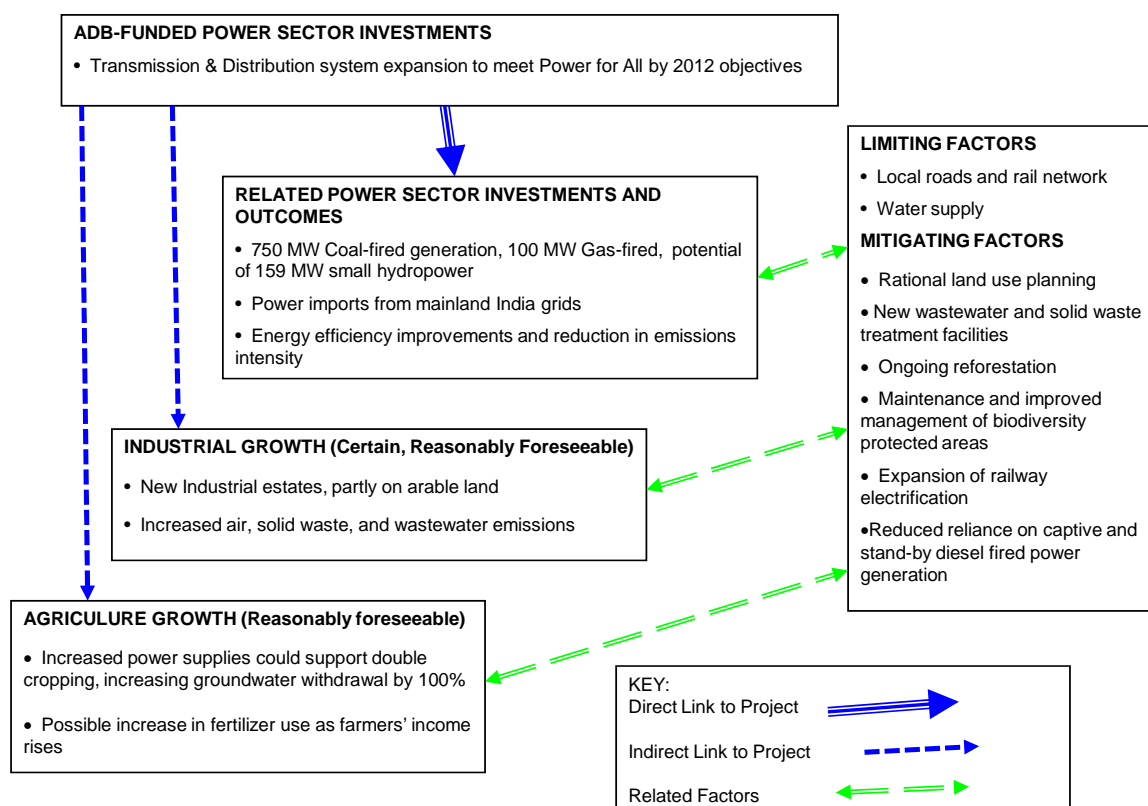 ADB-FUNDED POWER SECTOR INVESTMENTS
• Transmission & Distribution system expansion to meet Power for All by 2012 objectives
RELATED POWER SECTOR INVESTMENTS AND
OUTCOMES
• 750 MW Coal-fired generation, 100 MW Gas-fired, potential
of 159 MW small hydropower
• Power imports from mainland India grids
• Energy efficiency improvements and reduction in emissions
intensity
INDUSTRIAL GROWTH (Certain, Reasonably Foreseeable)
• New Industrial estates, partly on arable land
• Increased air, solid waste, and wastewater emissions
AGRICULURE GROWTH (Reasonably foreseeable)
• Increased power supplies could support double
cropping, increasing groundwater withdrawal by 100%
• Possible increase in fertilizer use as farmers' income
rises
LIMITING FACTORS
• Local roads and rail network
• Water supply
MITIGATING FACTORS
• Rational land use planning
• New wastewater and solid waste
treatment facilities
• Ongoing reforestation
• Maintenance and improved
management of biodiversity
protected areas
• Expansion of railway
electrification
•Reduced reliance on captive and
stand-by diesel fired power
generation
KEY:
Direct Link to Project
Indirect Link to Project
Related Factors